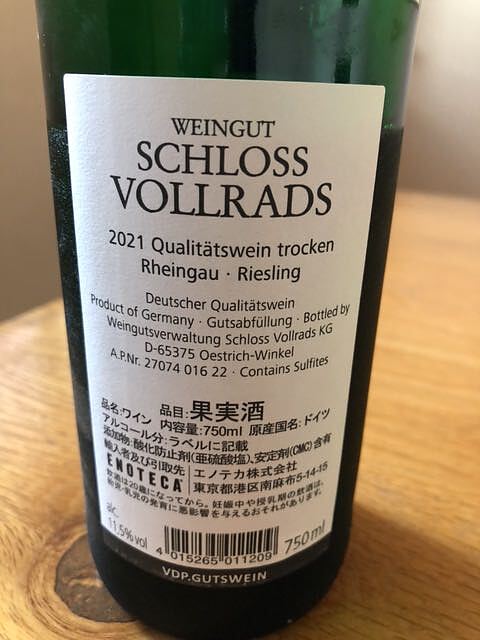 WEINGUT
SCHLOSS
VOLLRADS
2021 Qualitätswein trocken
Rheingau · Riesling
Deutscher Qualitätswein
Product of Germany · Gutsabfüllung · Bottled by
Weingutsverwaltung Schloss Vollrads KG
D-65375 Oestrich-Winkel
A.P.Nr. 27074 016 22 · Contains Sulfites
品名:ワイン 品目:果実酒
アルコール分:ラベルに記載 内容量:750ml 原産国名:ドイツ
添加物:酸化防止剤(亜硫酸塩)、安定剤(CMC)含有
輸入者及び引取先 エノテカ株式会社
ENOTECA 東京都港区南麻布5-14-15
お酒は20歳になってから。妊娠中や授乳期の飲酒は、
胎児・乳児の発育に悪影響を与えるおそれがあります。
alc.
11.5% vol
4 015265 011209
750 ml
VDP.GUTSWEIN